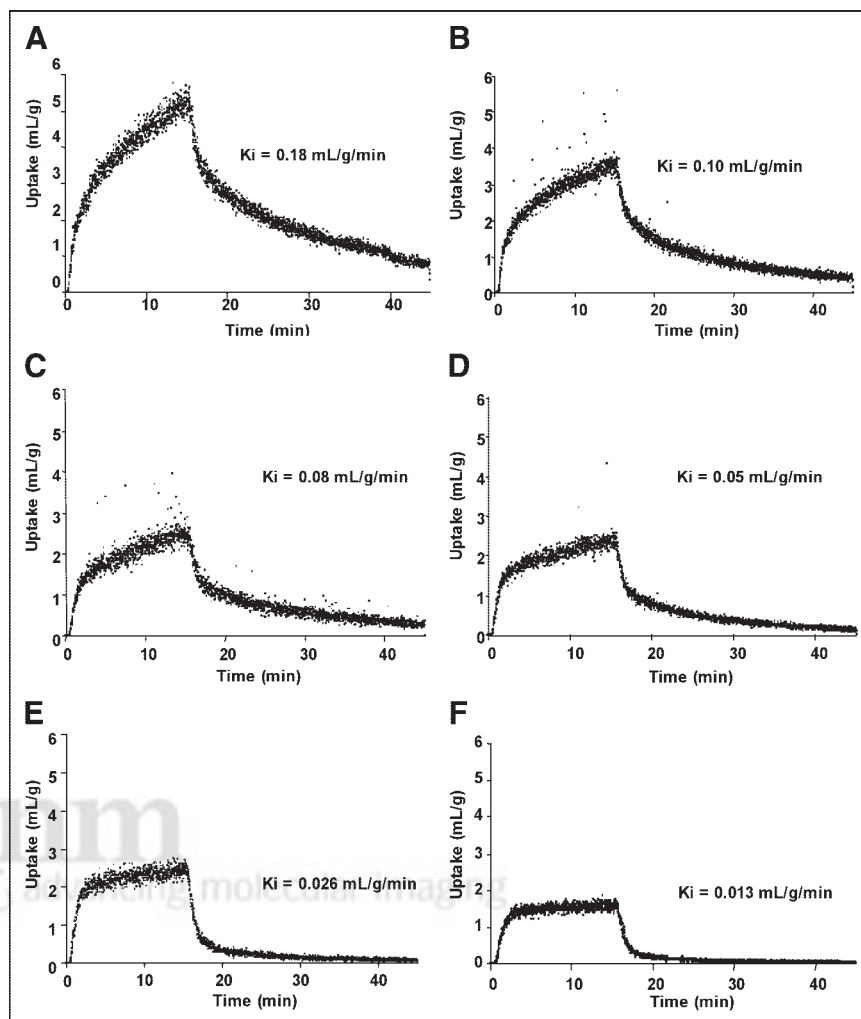 A
6
5
4
3
2
1
0
Uptake (mL/g)
Ki = 0.18 mL/g/min
0 10 20 30 40
Time (min)
B
6
5
4
3
2
1
0
Uptake (mL/g)
Ki = 0.10 mL/g/min
0 10 20 30 40
Time (min)
C
6
5
4
3
2
1
0
Uptake (mL/g)
Ki = 0.08 mL/g/min
0 10 20 30 40
Time (min)
D
6
5
4
3
2
1
0
Uptake (mL/g)
Ki = 0.05 mL/g/min
0 10 20 30 40
Time (min)
E
6
5
4
3
2
1
0
Uptake (mL/g)
Ki = 0.026 mL/g/min
0 10 20 30 40
Time (min)
F
6
5
4
3
2
1
0
Uptake (mL/g)
Ki = 0.013 mL/g/min
0 10 20 30 40
Time (min)
nm
advancing molecular imaging